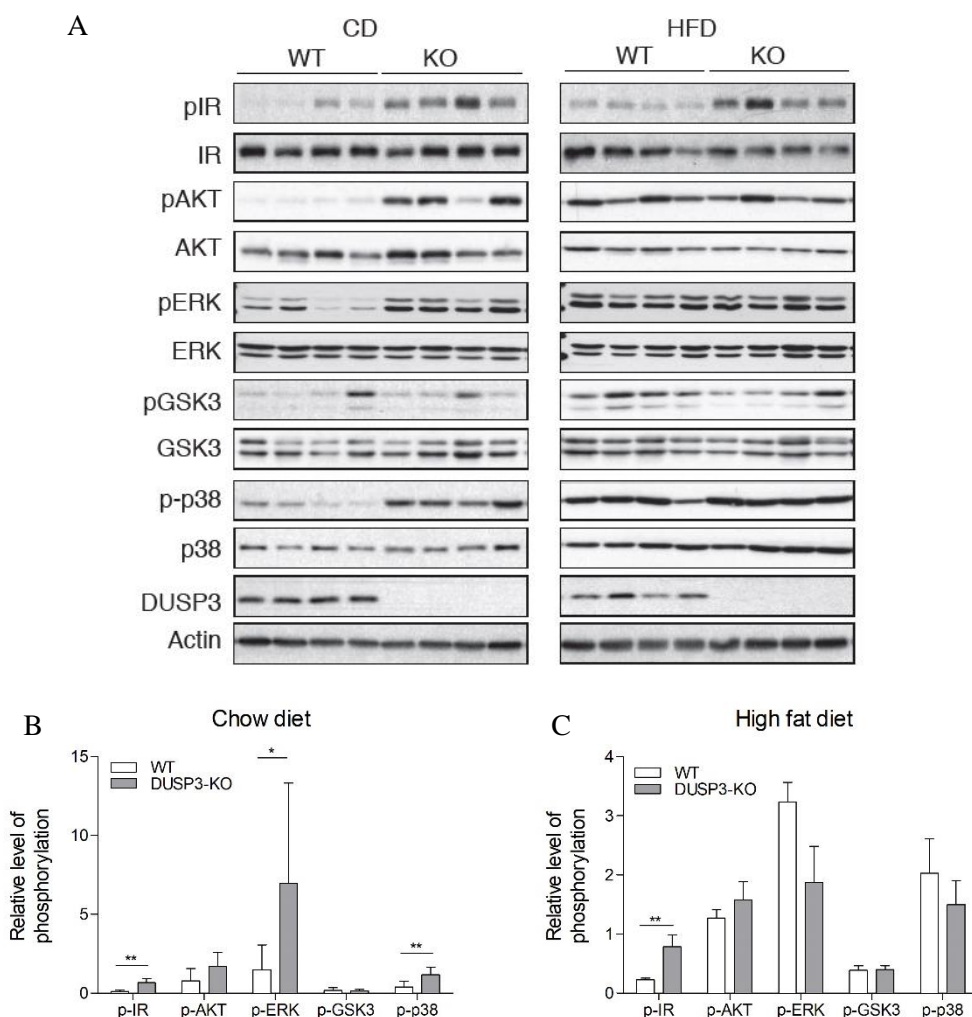 A
CD HFD
WT KO WT KO
pIR
IR
pAKT
AKT
pERK
ERK
pGSK3
GSK3
p-p38
p38
DUSP3
Actin
B Chow diet
Relative level of
phosphorylation
15
10
5
0
WT
DUSP3-KO
** * **
p-IR p-AKT p-ERK p-GSK3 p-p38
C High fat diet
Relative level of
phosphorylation
4
3
2
1
0
WT
DUSP3-KO
**
p-IR p-AKT p-ERK p-GSK3 p-p38